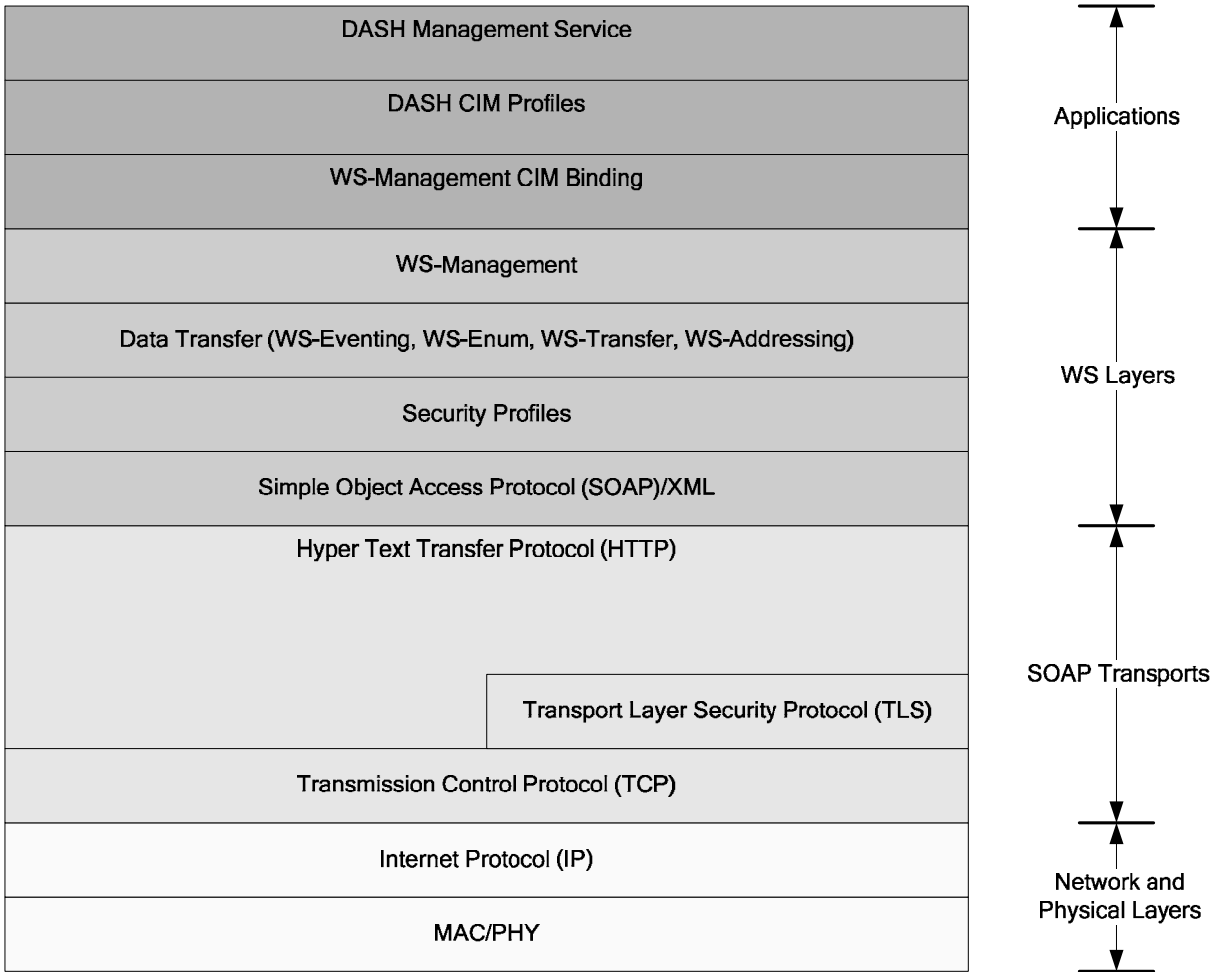 DASH Management Service
DASH CIM Profiles
WS-Management CIM Binding
WS-Management
Data Transfer (WS-Eventing, WS-Enum, WS-Transfer, WS-Addressing)
Security Profiles
Simple Object Access Protocol (SOAP)/XML
Hyper Text Transfer Protocol (HTTP)
Transport Layer Security Protocol (TLS)
Transmission Control Protocol (TCP)
Internet Protocol (IP)
MAC/PHY
Applications
WS Layers
SOAP Transports
Network and
Physical Layers